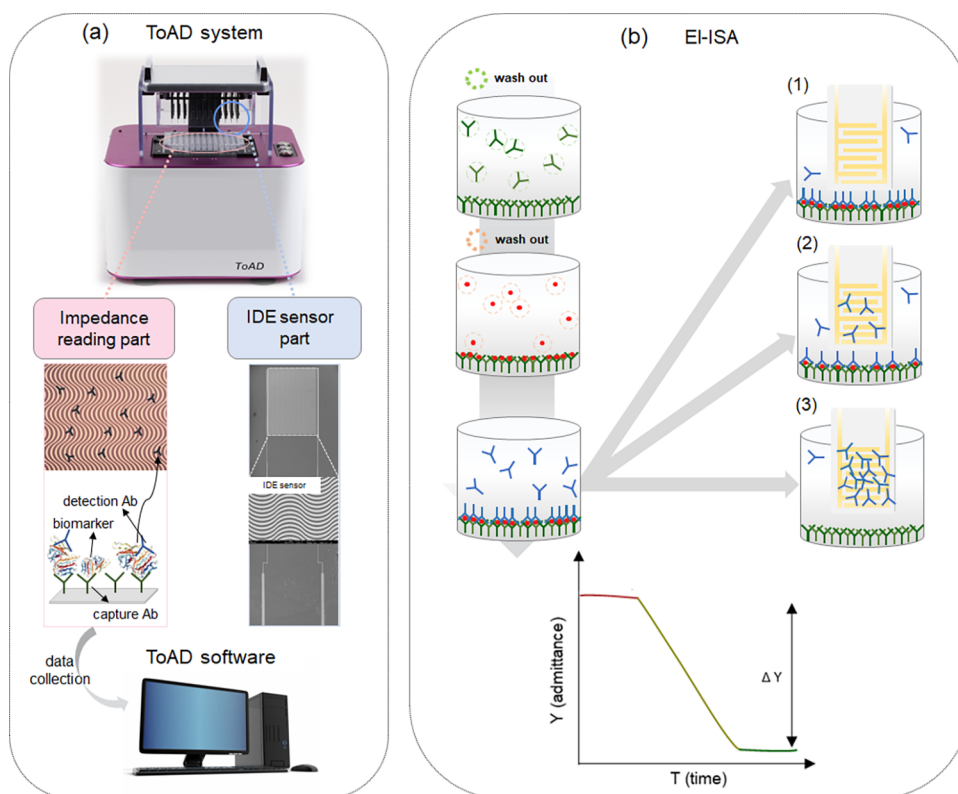 (a) ToAD system
ToAD
Impedance
reading part
IDE sensor
part
IDE sensor
detection Ab
biomarker
capture Ab
data
collection
ToAD software
(b) EI-ISA
wash out
wash out
(1)
(2)
(3)
Y (admittance)
Δ Y
T (time)